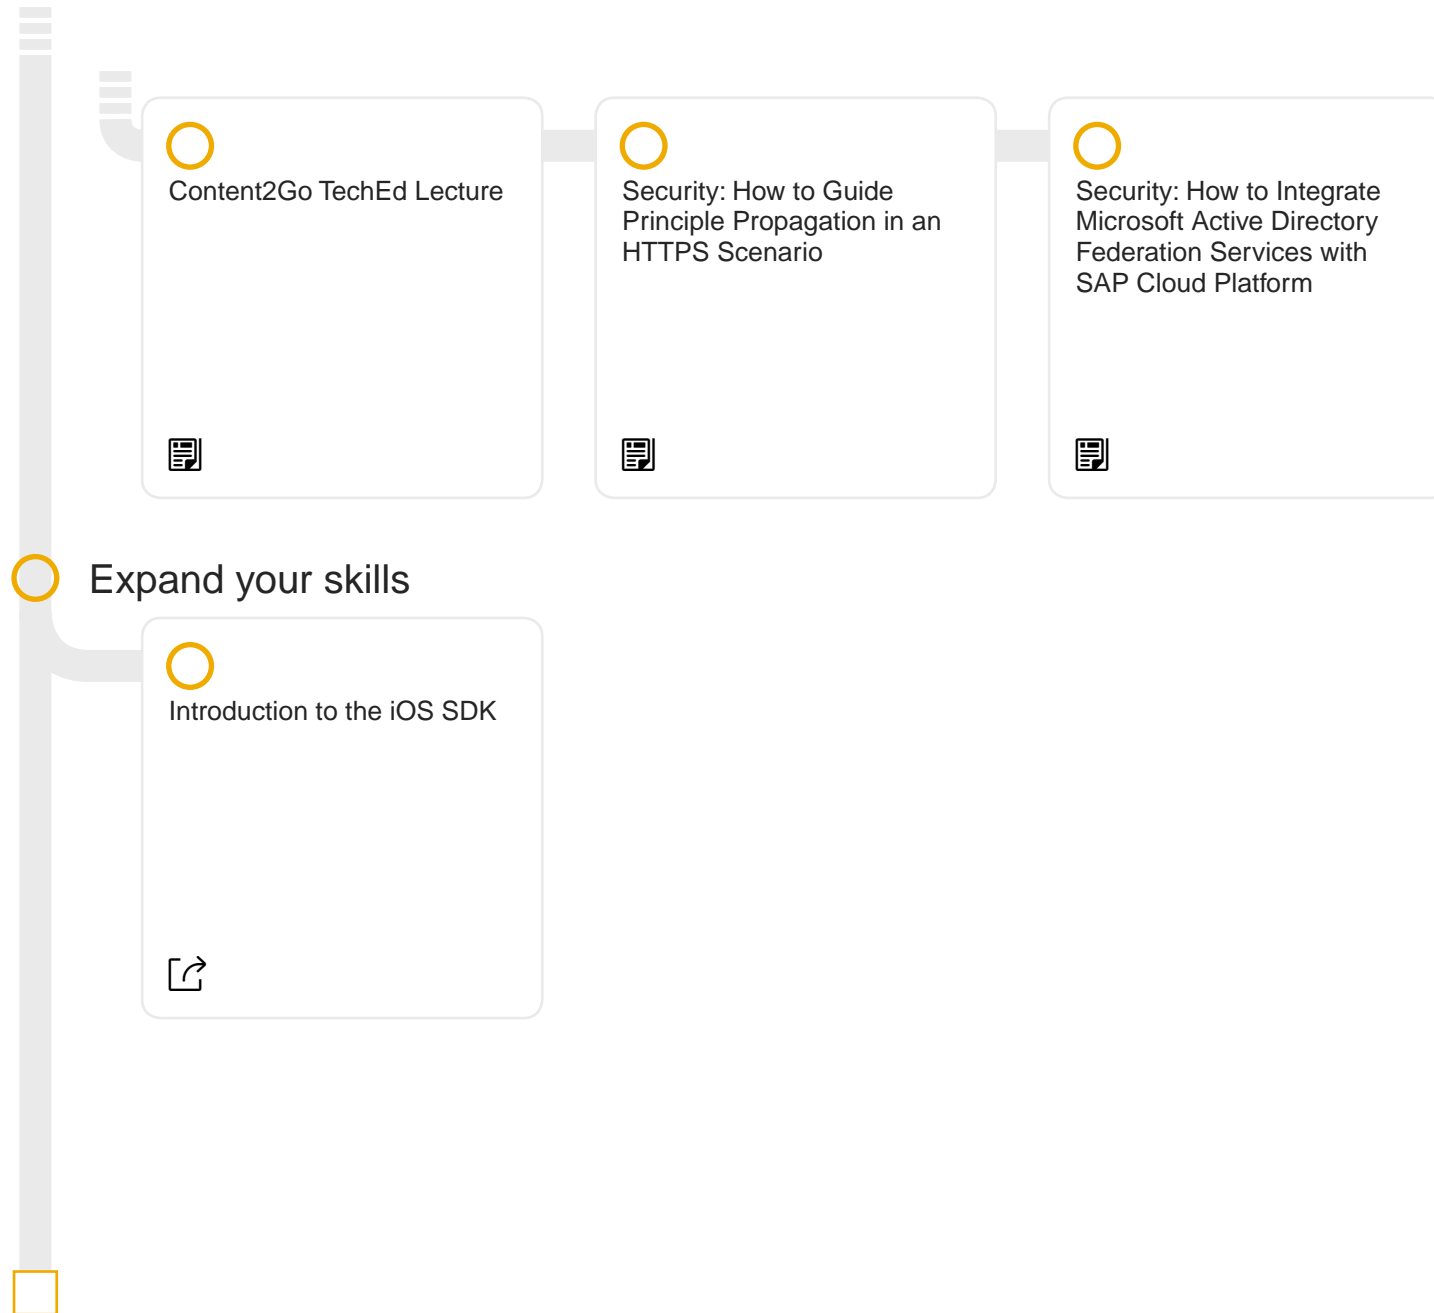 Content2Go TechEd Lecture
Security: How to Guide
Principle Propagation in an
HTTPS Scenario
Security: How to Integrate
Microsoft Active Directory
Federation Services with
SAP Cloud Platform
Expand your skills
Introduction to the iOS SDK